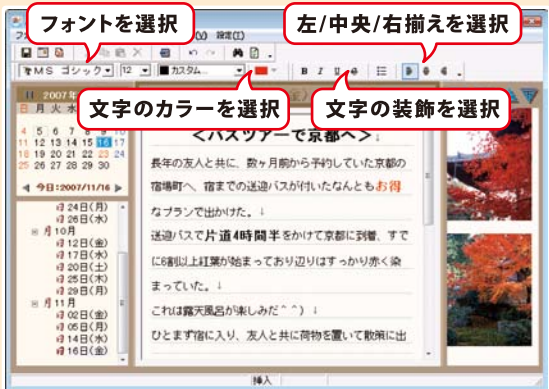 フォントを選択
左/中央/右揃えを選択
(V) 設定(T)
MS ゴシック
12
カスタム...
B I U
文字のカラーを選択
文字の装飾を選択
2007年
日 月 火 水
4 5 6 7 8 9 10
11 12 13 14 15 16 17
18 19 20 21 22 23 24
25 26 27 28 29 30
今日:2007/11/16
24日(月)
26日(水)
10月
12日(金)
17日(水)
20日(土)
25日(木)
29日(月)
11月
02日(金)
05日(月)
14日(水)
16日(金)
<バスツアーで京都へ>↓
長年の友人と共に、数ヶ月前から予約していた京都の
宿場町へ、宿までの送迎バスが付いたなんともお得
なプランで出かけた。↓
送迎バスで片道4時間半をかけて京都に到着、すで
に6割以上紅葉が始まっており辺りはすっかり赤く染
まっていた。↓
これは露天風呂が楽しみだ^^)↓
ひとまず宿に入り、友人と共に荷物を置いて散策に出
挿入